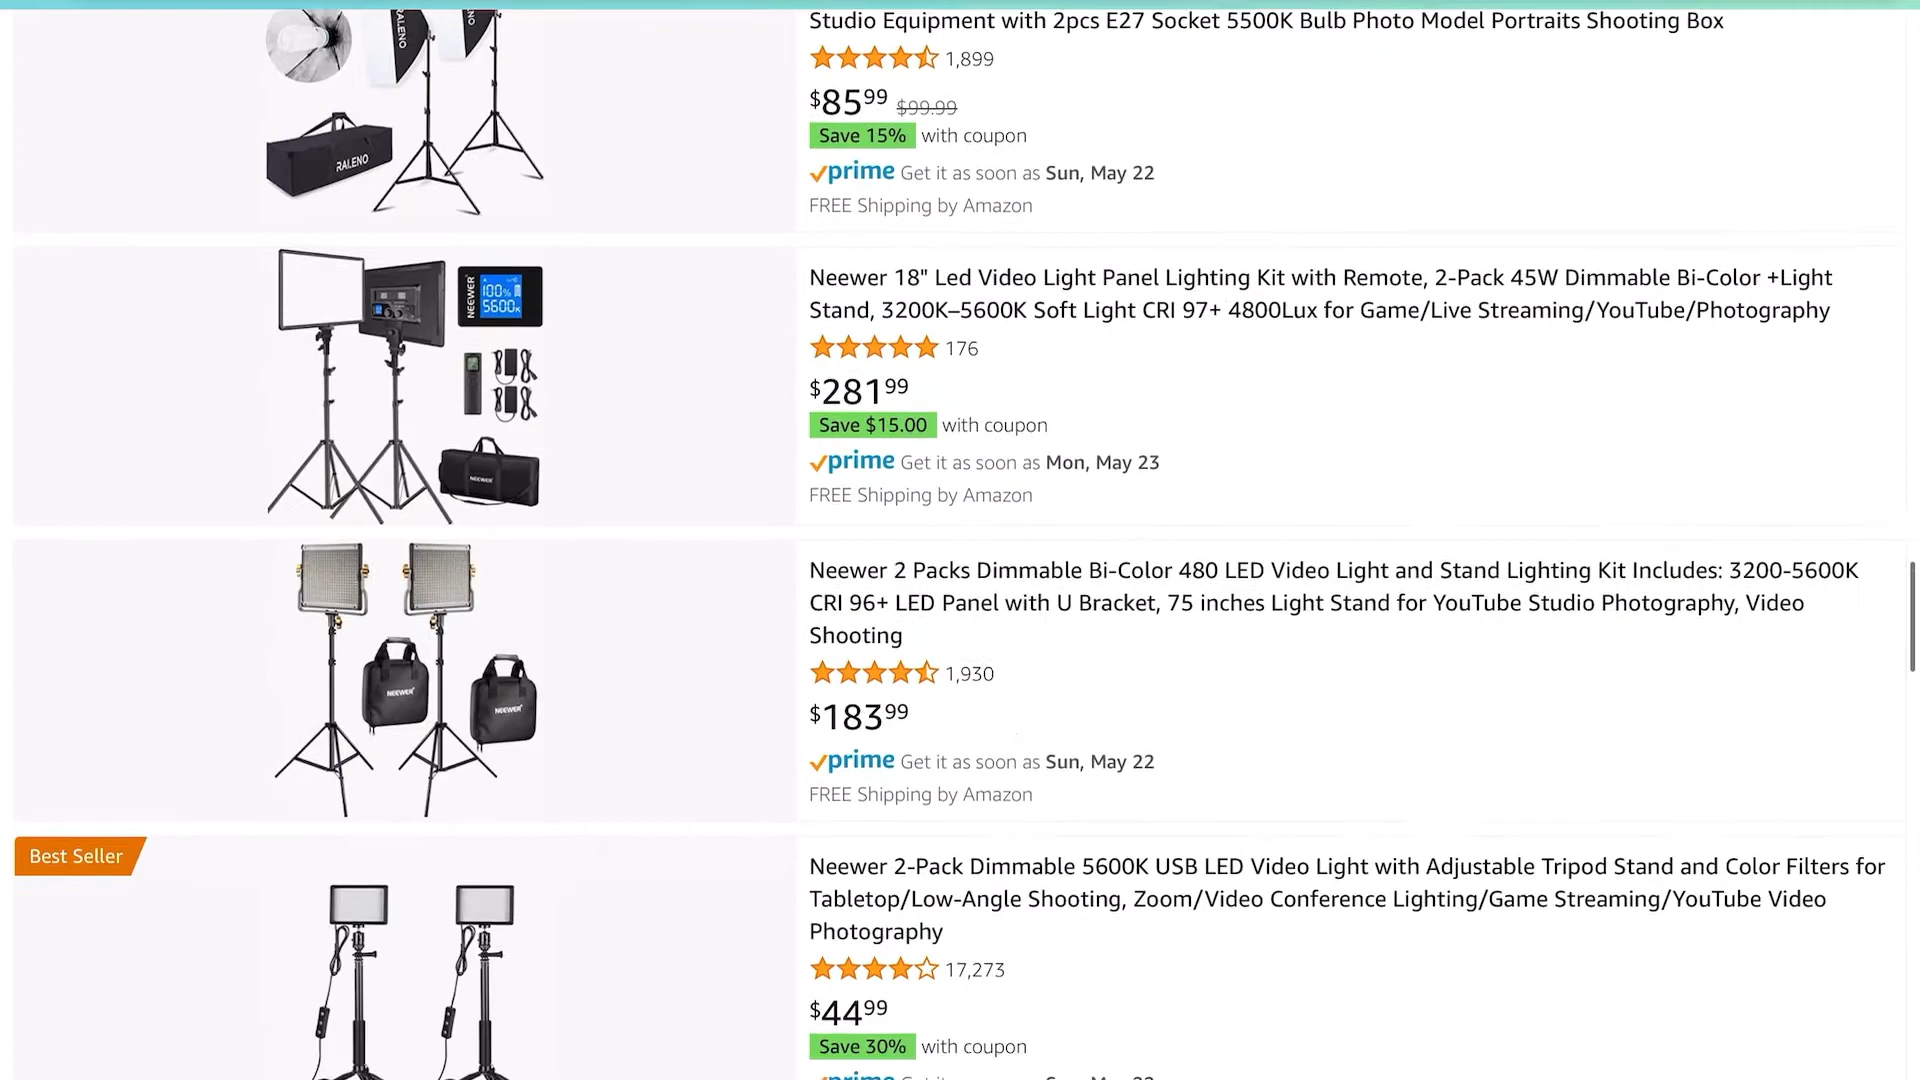 Studio Equipment with 2pcs E27 Socket 5500K Bulb Photo Model Portraits Shooting Box
1,899
$85.99 $99.99
Save 15% with coupon
prime Get it as soon as Sun, May 22
FREE Shipping by Amazon
RALENO
RALENO
Neewer 18" Led Video Light Panel Lighting Kit with Remote, 2-Pack 45W Dimmable Bi-Color +Light
Stand, 3200K–5600K Soft Light CRI 97+ 4800Lux for Game/Live Streaming/YouTube/Photography
176
$281.99
Save $15.00 with coupon
prime Get it as soon as Mon, May 23
FREE Shipping by Amazon
NEEWER
100%
5600K
NEEWER
Neewer 2 Packs Dimmable Bi-Color 480 LED Video Light and Stand Lighting Kit Includes: 3200-5600K
CRI 96+ LED Panel with U Bracket, 75 inches Light Stand for YouTube Studio Photography, Video
Shooting
1,930
$183.99
prime Get it as soon as Sun, May 22
FREE Shipping by Amazon
NEEWER
NEEWER
Best Seller
Neewer 2-Pack Dimmable 5600K USB LED Video Light with Adjustable Tripod Stand and Color Filters for
Tabletop/Low-Angle Shooting, Zoom/Video Conference Lighting/Game Streaming/YouTube Video
Photography
17,273
$44.99
Save 30% with coupon